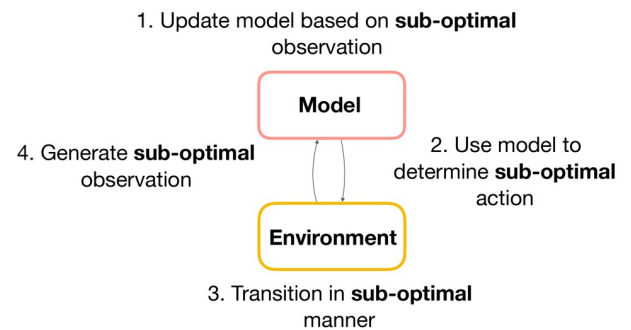 1. Update model based on sub-optimal
observation
Model
4. Generate sub-optimal
observation
2. Use model to
determine sub-optimal
action
Environment
3. Transition in sub-optimal
manner